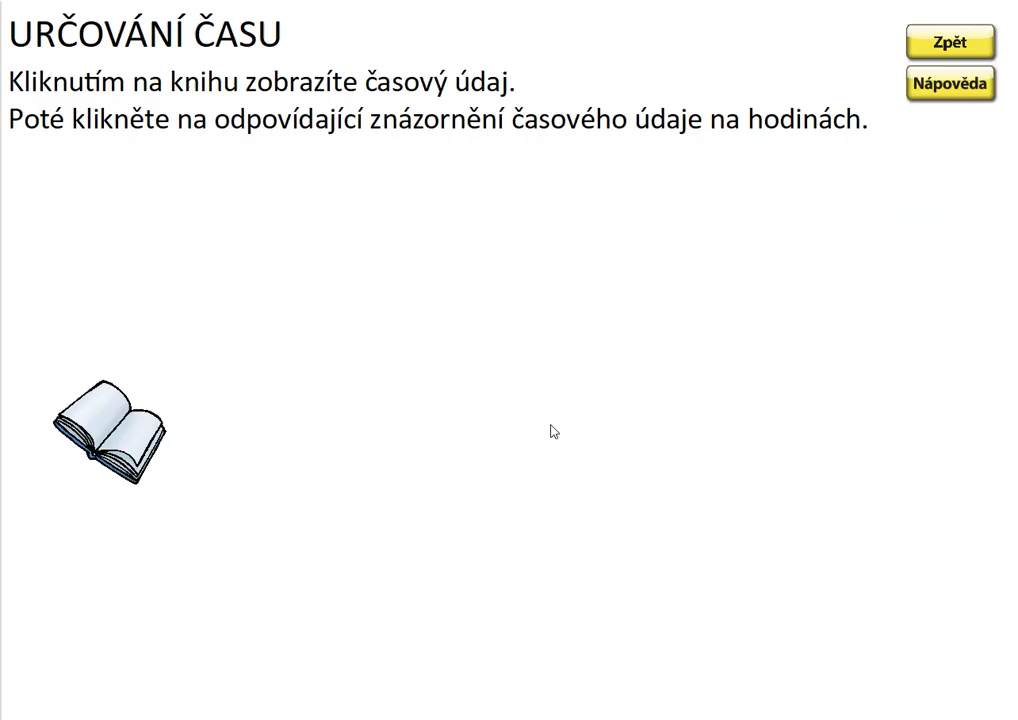 URČOVÁNÍ ČASU
Zpět
Kliknutím na knihu zobrazíte časový údaj.
Nápověda
Poté klikněte na odpovídající znázornění časového údaje na hodinách.